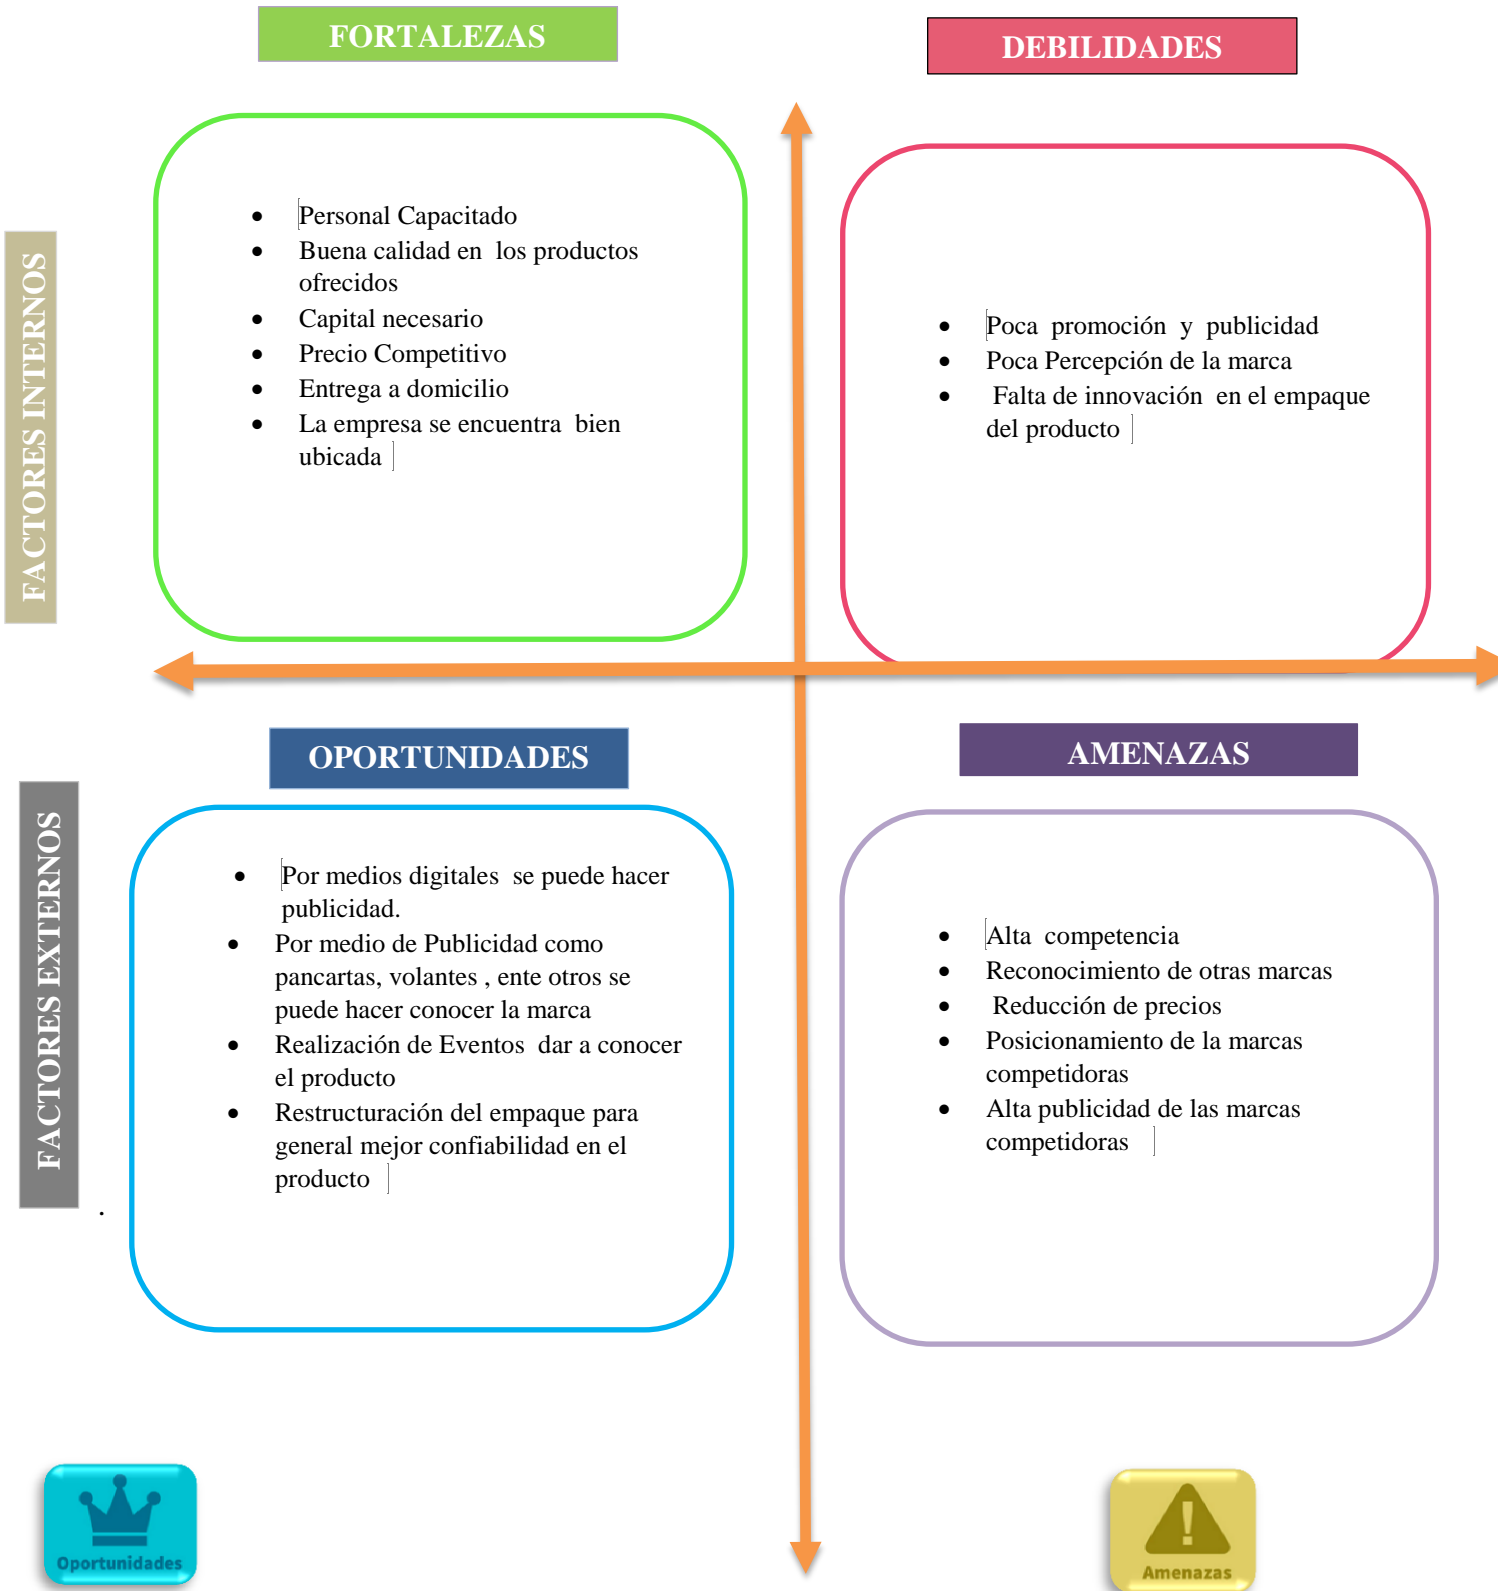 FORTALEZAS
DEBILIDADES
FACTORES INTERNOS
• Personal Capacitado
• Buena calidad en los productos
ofrecidos
• Capital necesario
• Precio Competitivo
• Entrega a domicilio
• La empresa se encuentra bien
ubicada
• Poca promoción y publicidad
• Poca Percepción de la marca
• Falta de innovación en el empaque
del producto
OPORTUNIDADES
AMENAZAS
FACTORES EXTERNOS
• Por medios digitales se puede hacer
publicidad.
• Por medio de Publicidad como
pancartas, volantes , ente otros se
puede hacer conocer la marca
• Realización de Eventos dar a conocer
el producto
• Restructuración del empaque para
general mejor confiabilidad en el
producto
.
• Alta competencia
• Reconocimiento de otras marcas
• Reducción de precios
• Posicionamiento de la marcas
competidoras
• Alta publicidad de las marcas
competidoras
Oportunidades
Amenazas